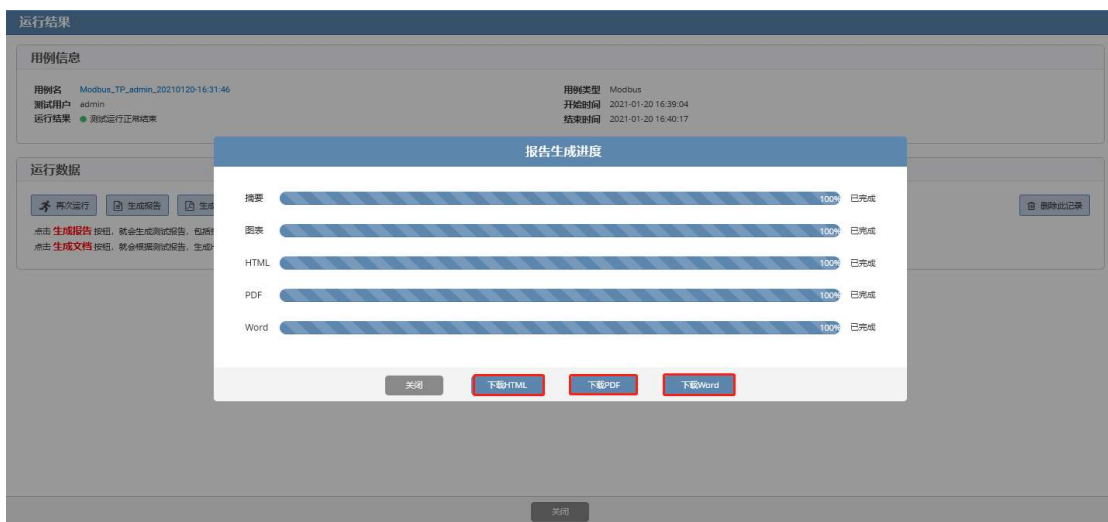 运行结果
用例信息
用例名 Modbus_TP_admin_20210120-16:31:46
用例类型 Modbus
测试用户 admin
开始时间 2021-01-20 16:39:04
运行结果 测试运行正常结束
结束时间 2021-01-20 16:40:17
报告生成进度
运行数据
再次运行 生成报告 生成
删除此记录
点击 生成报告 按钮，就会生成测试报告，包括
点击 生成文档 按钮，就会根据测试报告，生成
摘要 100% 已完成
图表 100% 已完成
HTML 100% 已完成
PDF 100% 已完成
Word 100% 已完成
关闭 下载HTML 下载PDF 下载Word
关闭